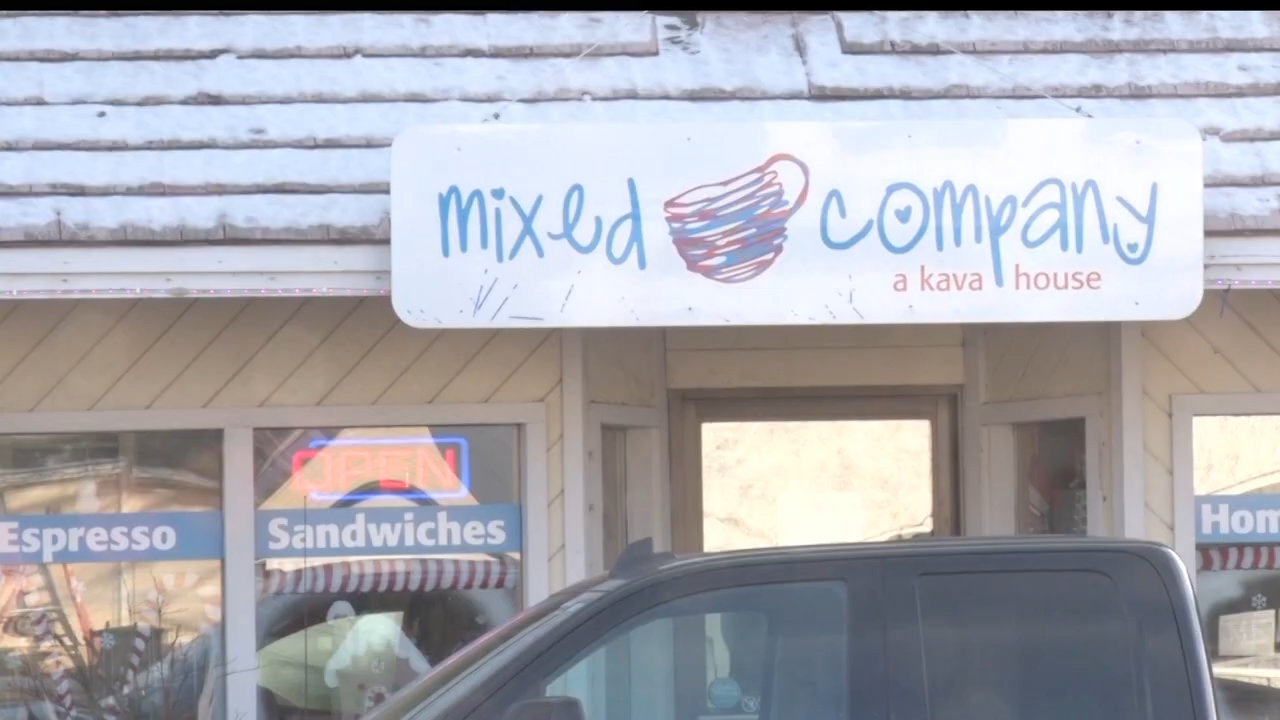 mixed company
a kava house
OPEN
Espresso
Sandwiches
Hom